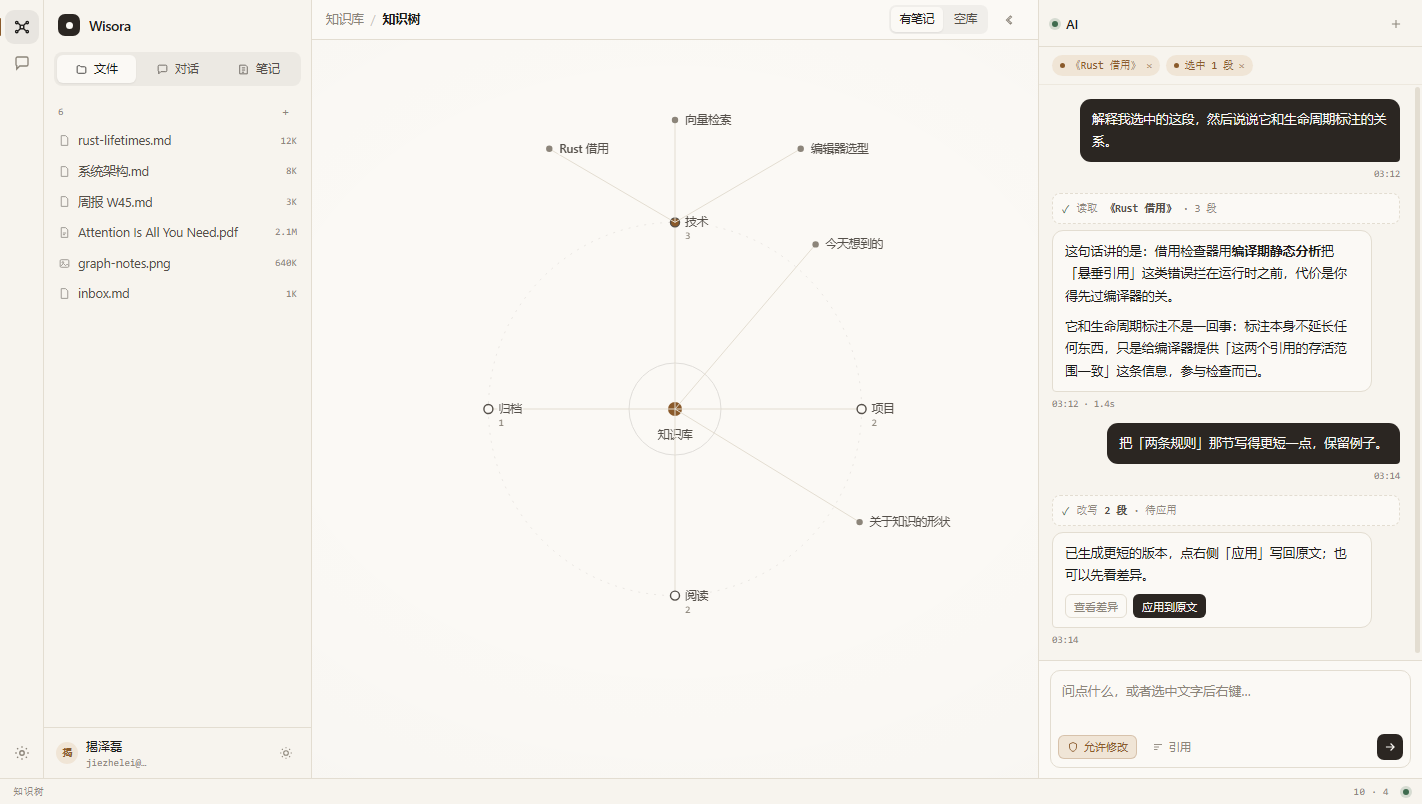 Wisora
文件
对话
笔记
6
+
rust-lifetimes.md 12K
系统架构.md 8K
周报 W45.md 3K
Attention Is All You Need.pdf 2.1M
graph-notes.png 640K
inbox.md 1K
揭
揭泽磊
jiezhelei@…
知识库 / 知识树
有笔记
空库
向量检索
Rust 借用
编辑器选型
技术
3
今天想到的
归档
1
知识库
项目
2
关于知识的形状
阅读
2
AI
+
《Rust 借用》 ×
选中 1 段 ×
解释我选中的这段，然后说说它和生命周期标注的关
系。
03:12
✓ 读取 《Rust 借用》 · 3 段
这句话讲的是：借用检查器用编译期静态分析把
「悬垂引用」这类错误拦在运行时之前，代价是你
得先过编译器的关。
它和生命周期标注不是一回事：标注本身不延长任
何东西，只是给编译器提供「这两个引用的存活范
围一致」这条信息，参与检查而已。
03:12 · 1.4s
把「两条规则」那节写得更短一点，保留例子。
03:14
✓ 改写 2 段 · 待应用
已生成更短的版本，点右侧「应用」写回原文；也
可以先看差异。
查看差异
应用到原文
03:14
问点什么，或者选中文字后右键…
允许修改
引用
知识树
10 · 4